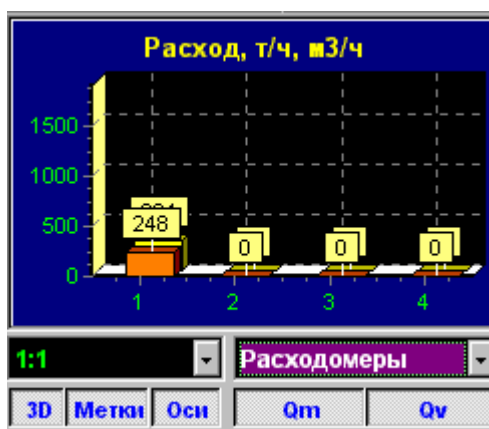 Расход, т/ч, м3/ч
1500
1000
500
248
0 0 0
0
1 2 3 4
1:1 Расходомеры
3D Метки Оси Qm Qv